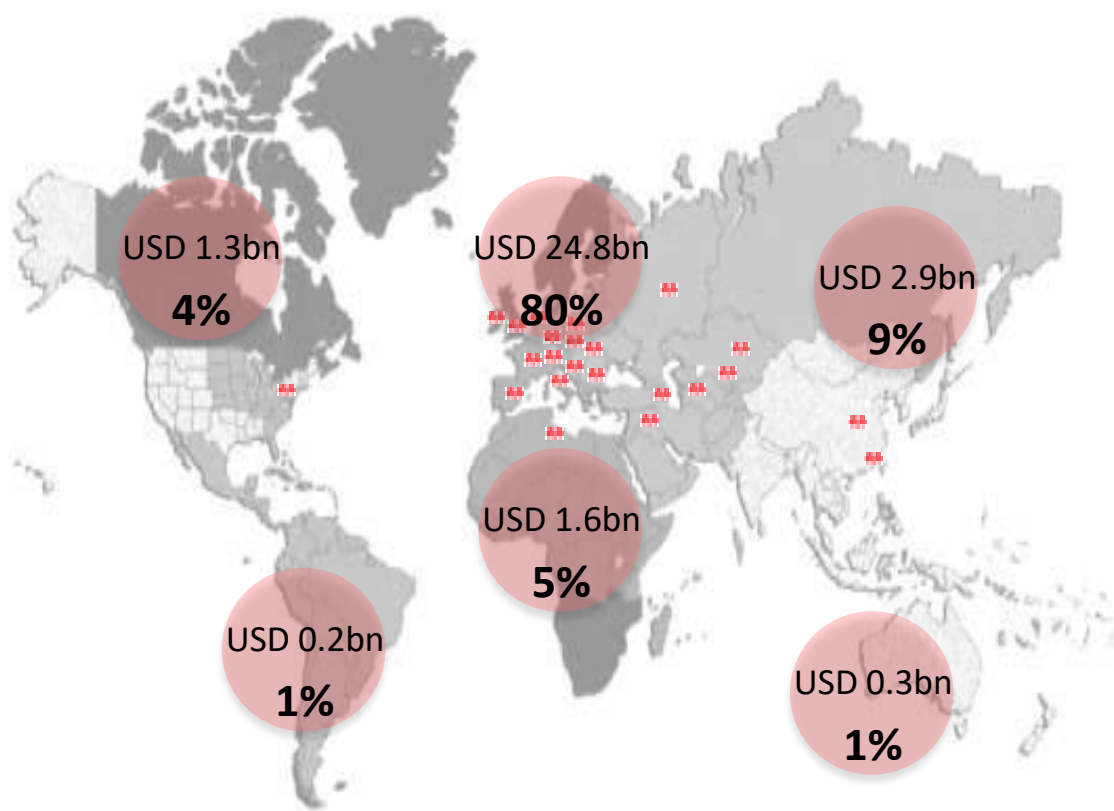 USD 1.3bn
4%
USD 24.8bn
80%
USD 2.9bn
9%
USD 1.6bn
5%
USD 0.2bn
1%
USD 0.3bn
1%